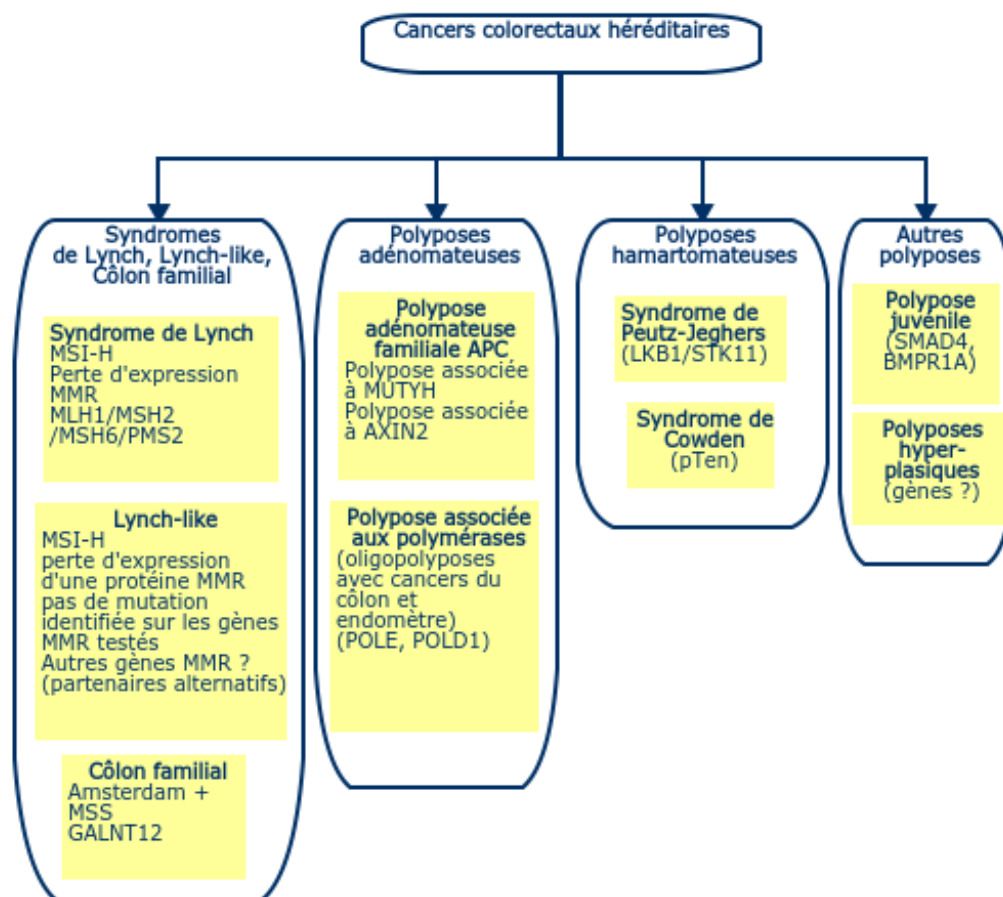 Cancers colorectaux héréditaires
Syndromes
de Lynch, Lynch-like,
Côlon familial
Syndrome de Lynch
MSI-H
Perte d'expression
MMR
MLH1/MSH2
/MSH6/PMS2
Lynch-like
MSI-H
perte d'expression
d'une protéine MMR
pas de mutation
identifiée sur les gènes
MMR testés
Autres gènes MMR ?
(partenaires alternatifs)
Côlon familial
Amsterdam +
MSS
GALNT12
Polyposes
adénomateuses
Polypose
adénomateuse
familiale APC
Polypose associée
à MUTYH
Polypose associée
à AXIN2
Polypose associée
aux polymérases
(oligopolyposes
avec cancers du
côlon et
endomètre)
(POLE, POLD1)
Polyposes
hamartomateuses
Syndrome de
Peutz-Jeghers
(LKB1/STK11)
Syndrome de
Cowden
(pTen)
Autres
polyposes
Polypose
juvénile
(SMAD4,
BMPR1A)
Polyposes
hyper-
plasiques
(gènes ?)